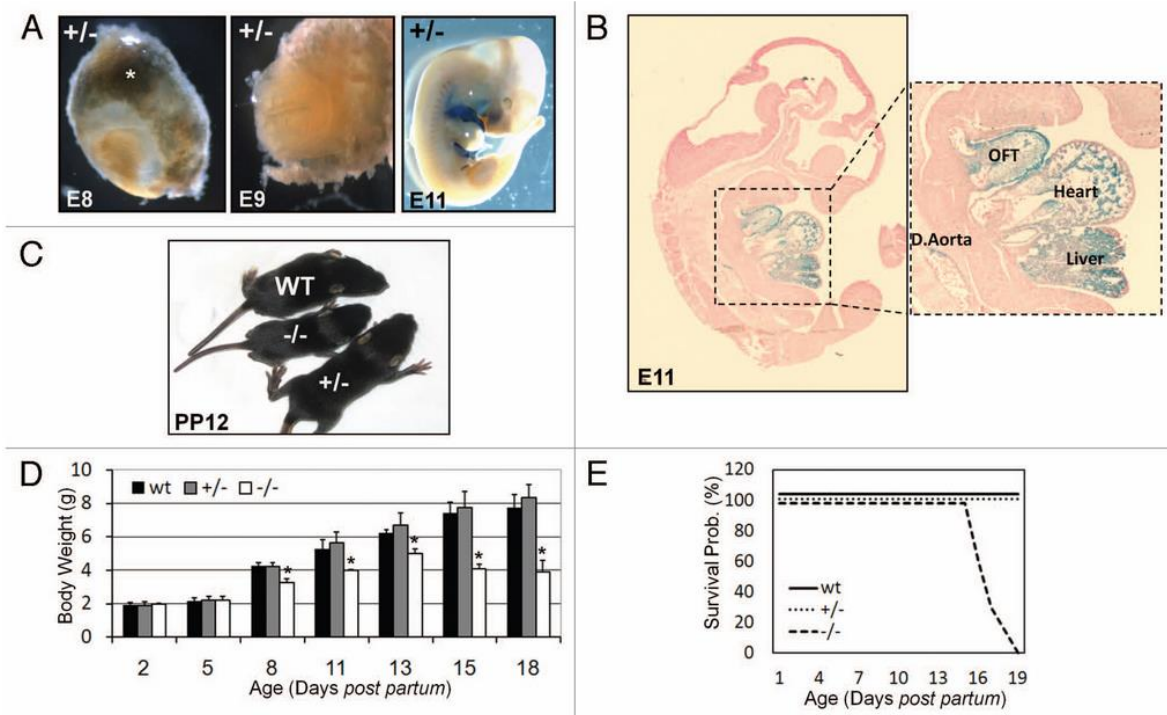 A
+/-
*
E8
+/-
E9
+/-
E11
B
OFT
Heart
D.Aorta
Liver
E11
C
WT
-/-
+/-
PP12
D
Body Weight (g)
10
8
6
4
2
0
wt +/- -/-
* * * * *
2 5 8 11 13 15 18
Age (Days post partum)
E
Survival Prob. (%)
120
100
80
60
40
20
0
wt
+/-
-/-
1 4 7 10 13 15 19
Age (Days post partum)